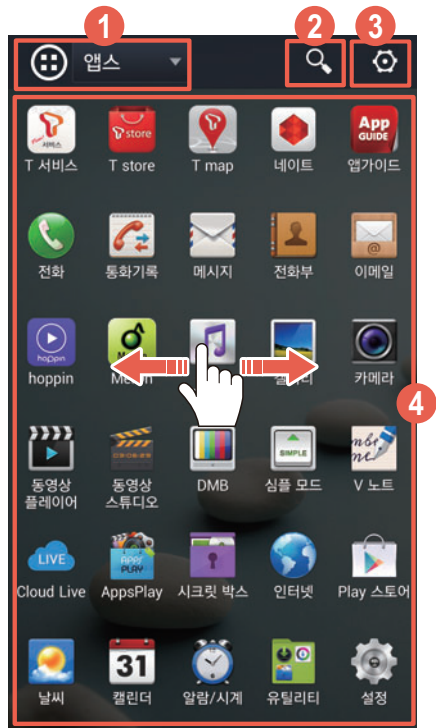 1
2
3
앱스
T 서비스
T store
App GUIDE
T 서비스
T store
T map
네이트
앱가이드
전화
통화기록
메시지
전화부
이메일
hoppin
hoppin
카메라
4
SIMPLE
동영상
플레이어
동영상
스튜디오
DMB
심플 모드
V 노트
LIVE
APPS
PLAY
Cloud Live
AppsPlay
시크릿 박스
인터넷
Play 스토어
31
날씨
캘린더
알람/시계
유틸리티
설정